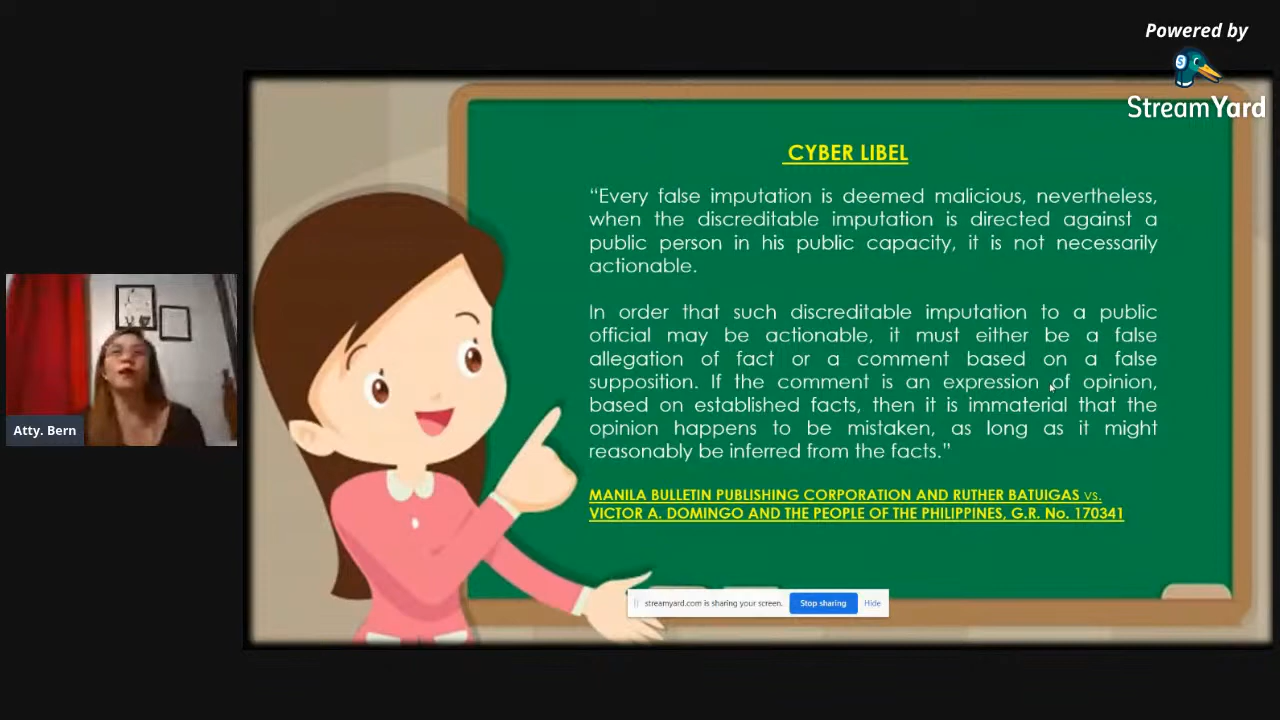 Powered by
StreamYard
CYBER LIBEL
“Every false imputation is deemed malicious, nevertheless,
when the discreditable imputation is directed against a
public person in his public capacity, it is not necessarily
actionable.
In order that such discreditable imputation to a public
official may be actionable, it must either be a false
allegation of fact or a comment based on a false
supposition. If the comment is an expression of opinion,
based on established facts, then it is immaterial that the
opinion happens to be mistaken, as long as it might
reasonably be inferred from the facts.”
MANILA BULLETIN PUBLISHING CORPORATION AND RUTHER BATUIGAS vs.
VICTOR A. DOMINGO AND THE PEOPLE OF THE PHILIPPINES, G.R. No. 170341
Atty. Bern
streamyard.com is sharing your screen. Stop sharing Hide